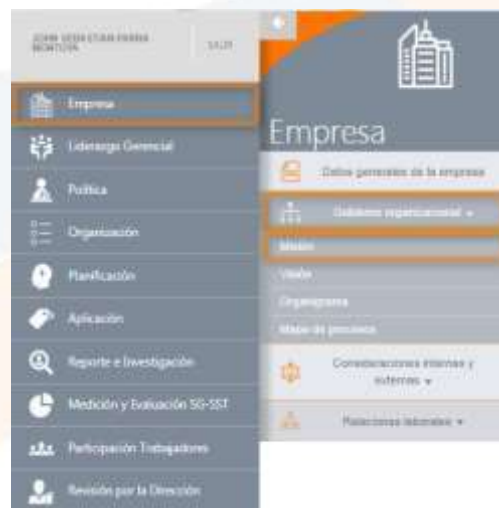 SALIR
Empresa
Liderazgo Gerencial
Política
Organización
Planificación
Aplicación
Reporte e Investigación
Medición y Evaluación SG-SST
Participación Trabajadores
Revisión por la Dirección
Empresa
Datos generales de la empresa
Gobierno organizacional
Misión
Visión
Organigrama
Mapa de procesos
Consideraciones internas y
externas
Relaciones laborales